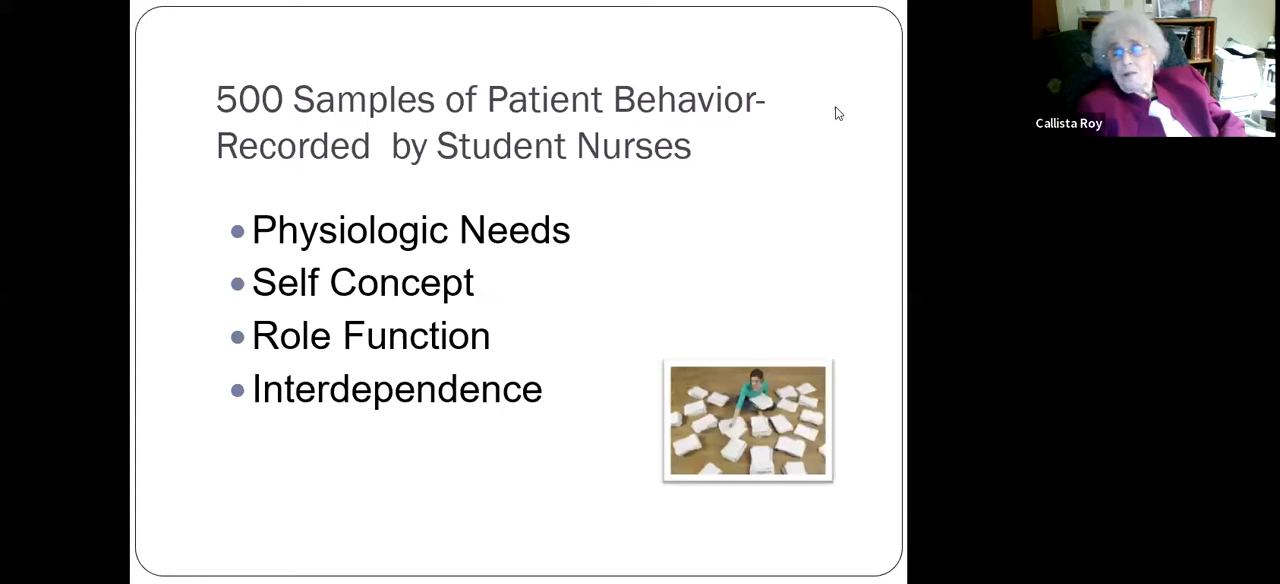 500 Samples of Patient Behavior-
Recorded by Student Nurses
Physiologic Needs
Self Concept
Role Function
Interdependence
Callista Roy